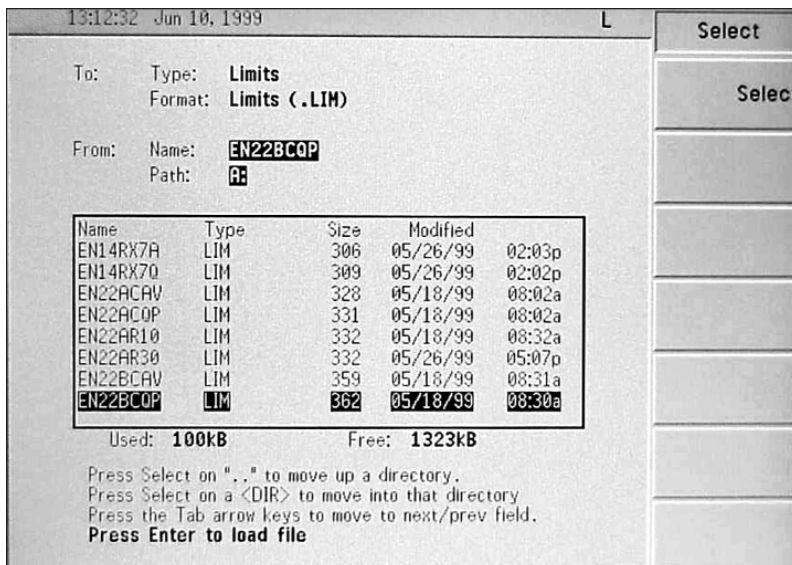 13:12:32 Jun 10, 1999 L
Select
To: Type: Limits
Format: Limits (.LIM)
Selec
From: Name: EN22BCQP
Path: A:
Name Type Size Modified
EN14RX7A LIM 306 05/26/99 02:03p
EN14RX7Q LIM 309 05/26/99 02:02p
EN22ACAV LIM 328 05/18/99 08:02a
EN22ACQP LIM 331 05/18/99 08:02a
EN22AR10 LIM 332 05/18/99 08:32a
EN22AR30 LIM 332 05/26/99 05:07p
EN22BCAV LIM 359 05/18/99 08:31a
EN22BCQP LIM 362 05/18/99 08:30a
Used: 100kB Free: 1323kB
Press Select on ".." to move up a directory.
Press Select on a <DIR> to move into that directory
Press the Tab arrow keys to move to next/prev field.
Press Enter to load file